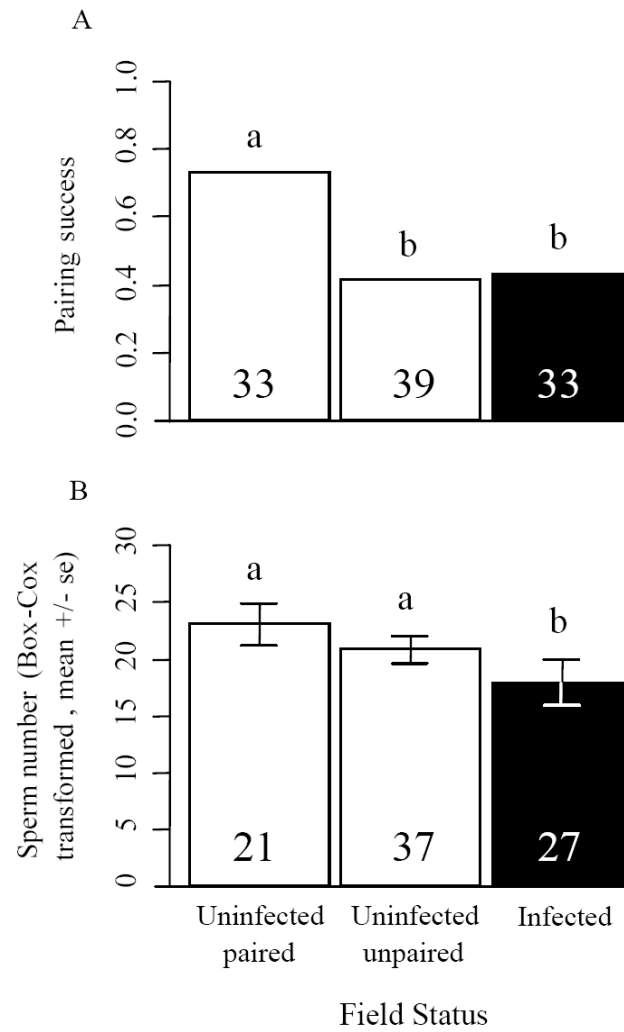 A
Pairing success
1.0
0.8
0.6
0.4
0.2
0.0
a
b
b
33
39
33
B
Sperm number (Box-Cox
transformed , mean +/- se)
30
25
20
15
10
5
0
a
a
b
21
37
27
Uninfected
paired
Uninfected
unpaired
Infected
Field Status